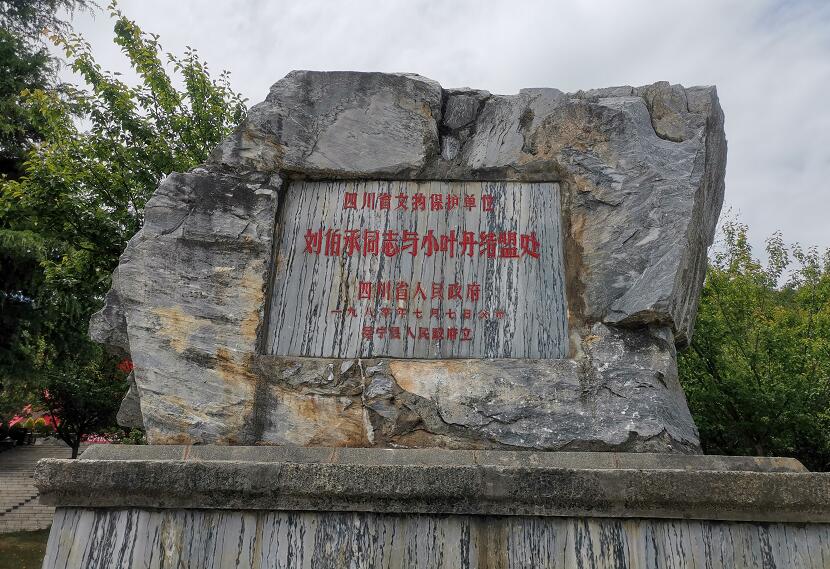 四川省文物保护单位
刘伯承同志与小叶丹结盟处
四川省人民政府
一九八〇年七月七日公布
冕宁县人民政府立